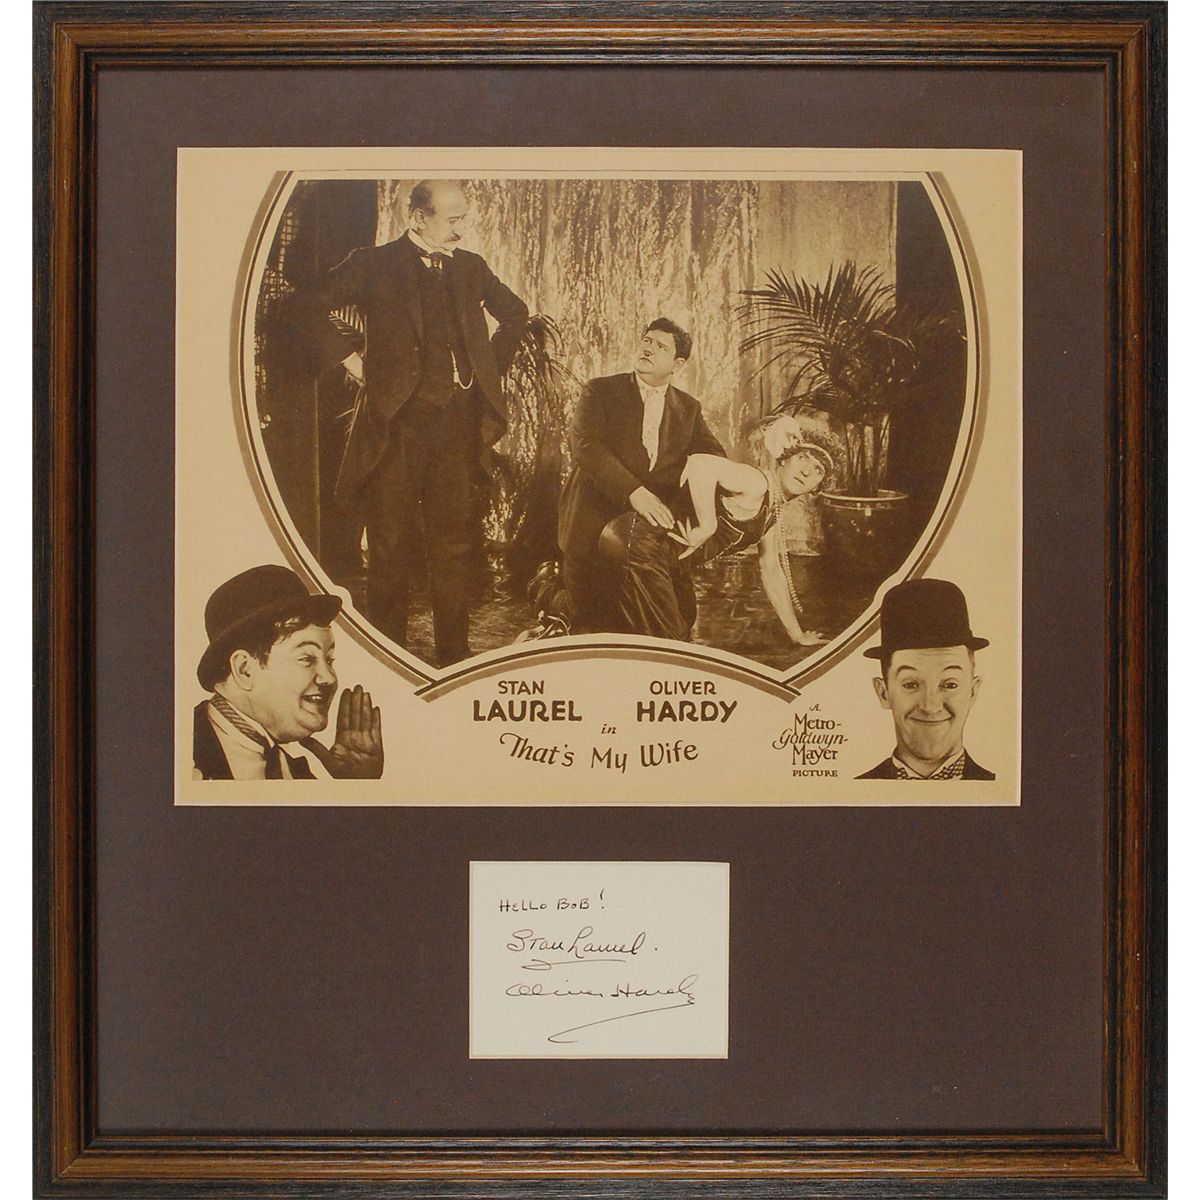 STAN LAUREL
in
OLIVER HARDY
That's My Wife
A
Metro-
Goldwyn-
Mayer
PICTURE
HELLO BOB!
Stan Laurel.
Oliver Hardy